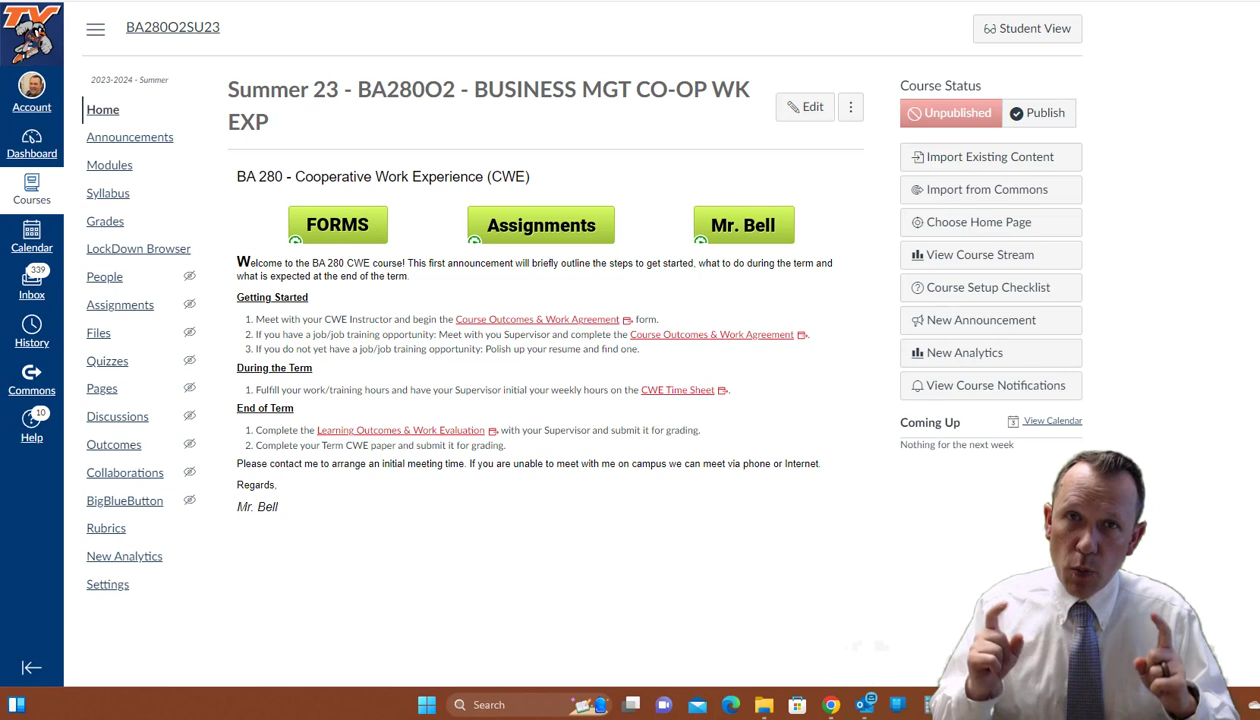 TV
BA280O2SU23
Student View
Account
Dashboard
Courses
Calendar
339
Inbox
History
Commons
10
Help
2023-2024 - Summer
Home
Announcements
Modules
Syllabus
Grades
LockDown Browser
People
Assignments
Files
Quizzes
Pages
Discussions
Outcomes
Collaborations
BigBlueButton
Rubrics
New Analytics
Settings
Summer 23 - BA280O2 - BUSINESS MGT CO-OP WK
EXP
Edit
BA 280 - Cooperative Work Experience (CWE)
FORMS Assignments Mr. Bell
Welcome to the BA 280 CWE course! This first announcement will briefly outline the steps to get started, what to do during the term and
what is expected at the end of the term.
Getting Started
1. Meet with your CWE Instructor and begin the Course Outcomes & Work Agreement form.
2. If you have a job/job training opportunity: Meet with you Supervisor and complete the Course Outcomes & Work Agreement.
3. If you do not yet have a job/job training opportunity: Polish up your resume and find one.
During the Term
1. Fulfill your work/training hours and have your Supervisor initial your weekly hours on the CWE Time Sheet.
End of Term
1. Complete the Learning Outcomes & Work Evaluation with your Supervisor and submit it for grading.
2. Complete your Term CWE paper and submit it for grading.
Please contact me to arrange an initial meeting time. If you are unable to meet with me on campus we can meet via phone or Internet.
Regards,
Mr. Bell
Course Status
Unpublished Publish
Import Existing Content
Import from Commons
Choose Home Page
View Course Stream
Course Setup Checklist
New Announcement
New Analytics
View Course Notifications
Coming Up 3 View Calendar
Nothing for the next week
Search